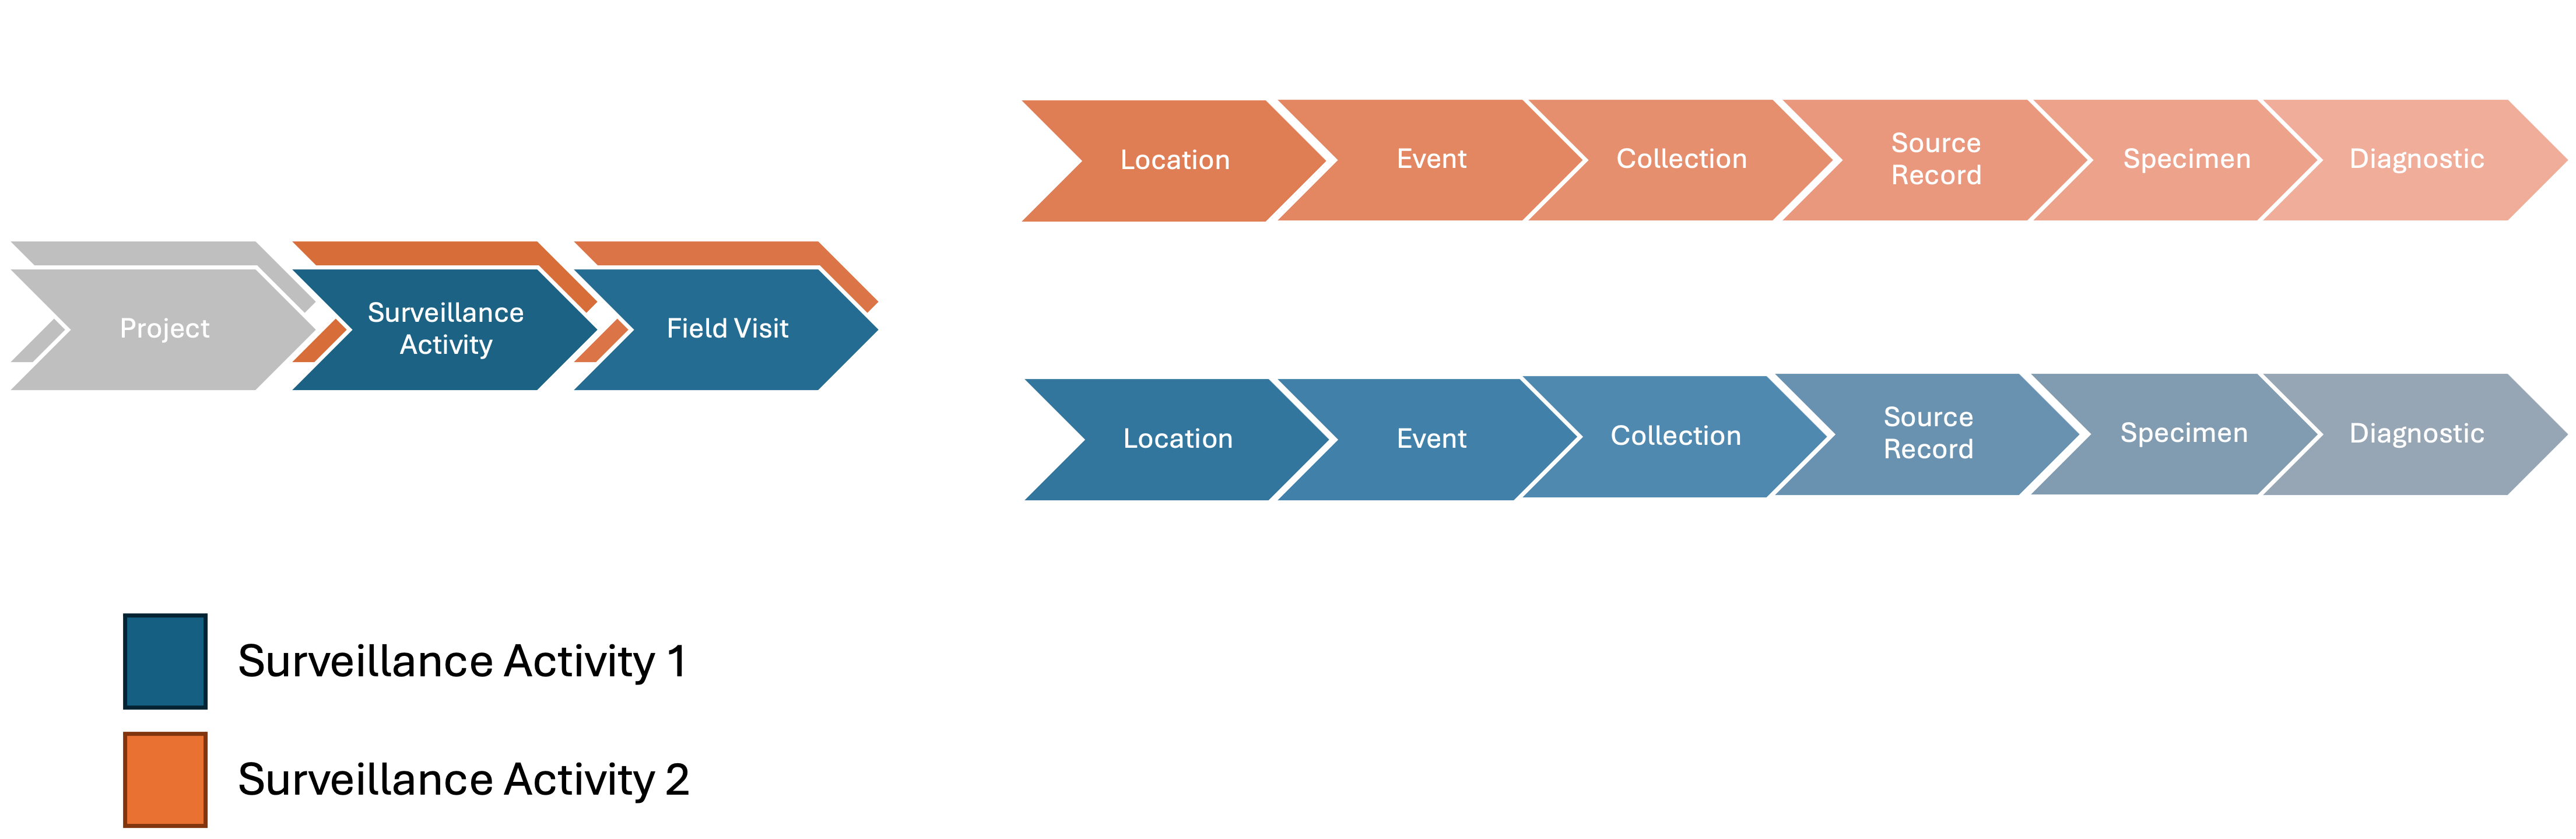 Location
Event
Collection
Source
Record
Specimen
Diagnostic
Project
Surveillance
Activity
Field Visit
Location
Event
Collection
Source
Record
Specimen
Diagnostic
Surveillance Activity 1
Surveillance Activity 2